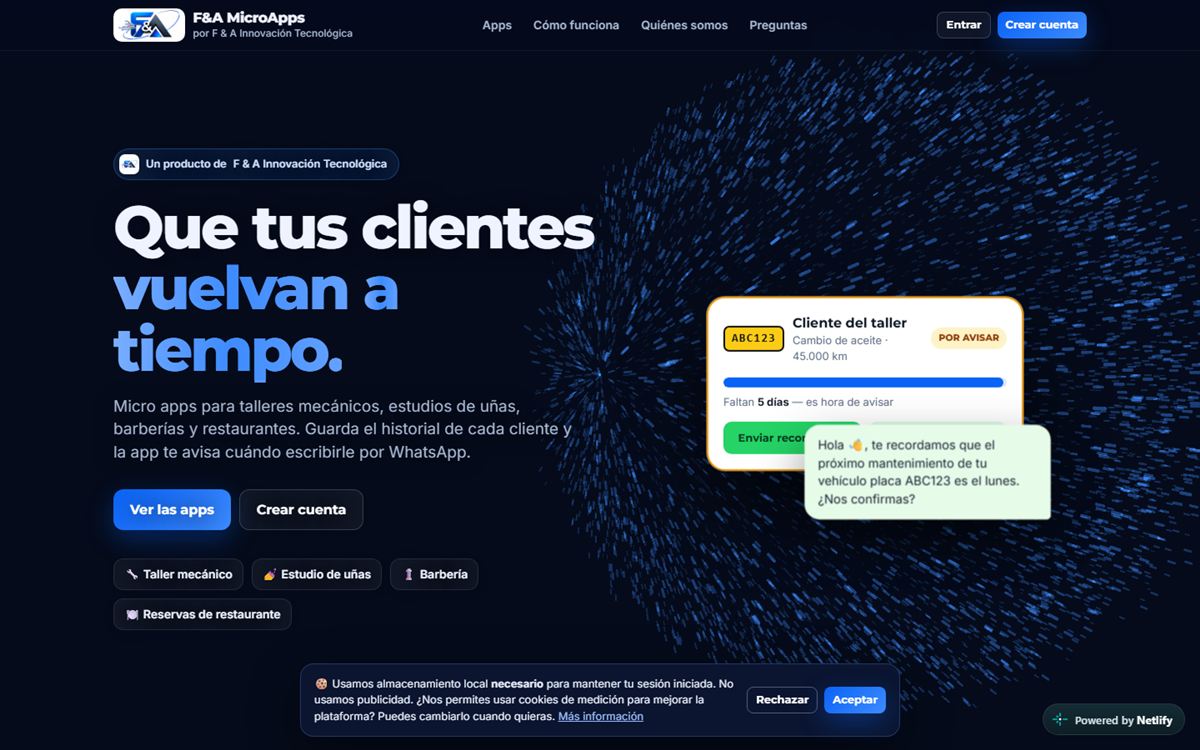 F&A
F&A MicroApps
por F & A Innovación Tecnológica
Apps
Cómo funciona
Quiénes somos
Preguntas
Entrar
Crear cuenta
Un producto de F & A Innovación Tecnológica
Que tus clientes
vuelvan a
tiempo.
Micro apps para talleres mecánicos, estudios de uñas,
barberías y restaurantes. Guarda el historial de cada cliente y
la app te avisa cuándo escribirle por WhatsApp.
Ver las apps
Crear cuenta
Taller mecánico
Estudio de uñas
Barbería
Reservas de restaurante
ABC123
Cliente del taller
Cambio de aceite ·
45.000 km
POR AVISAR
Faltan 5 días — es hora de avisar
Enviar recor
Hola 👋, te recordamos que el
próximo mantenimiento de tu
vehículo placa ABC123 es el lunes.
¿Nos confirmas?
🍪 Usamos almacenamiento local necesario para mantener tu sesión iniciada. No
usamos publicidad. ¿Nos permites usar cookies de medición para mejorar la
plataforma? Puedes cambiarlo cuando quieras. Más información
Rechazar
Aceptar
Powered by Netlify